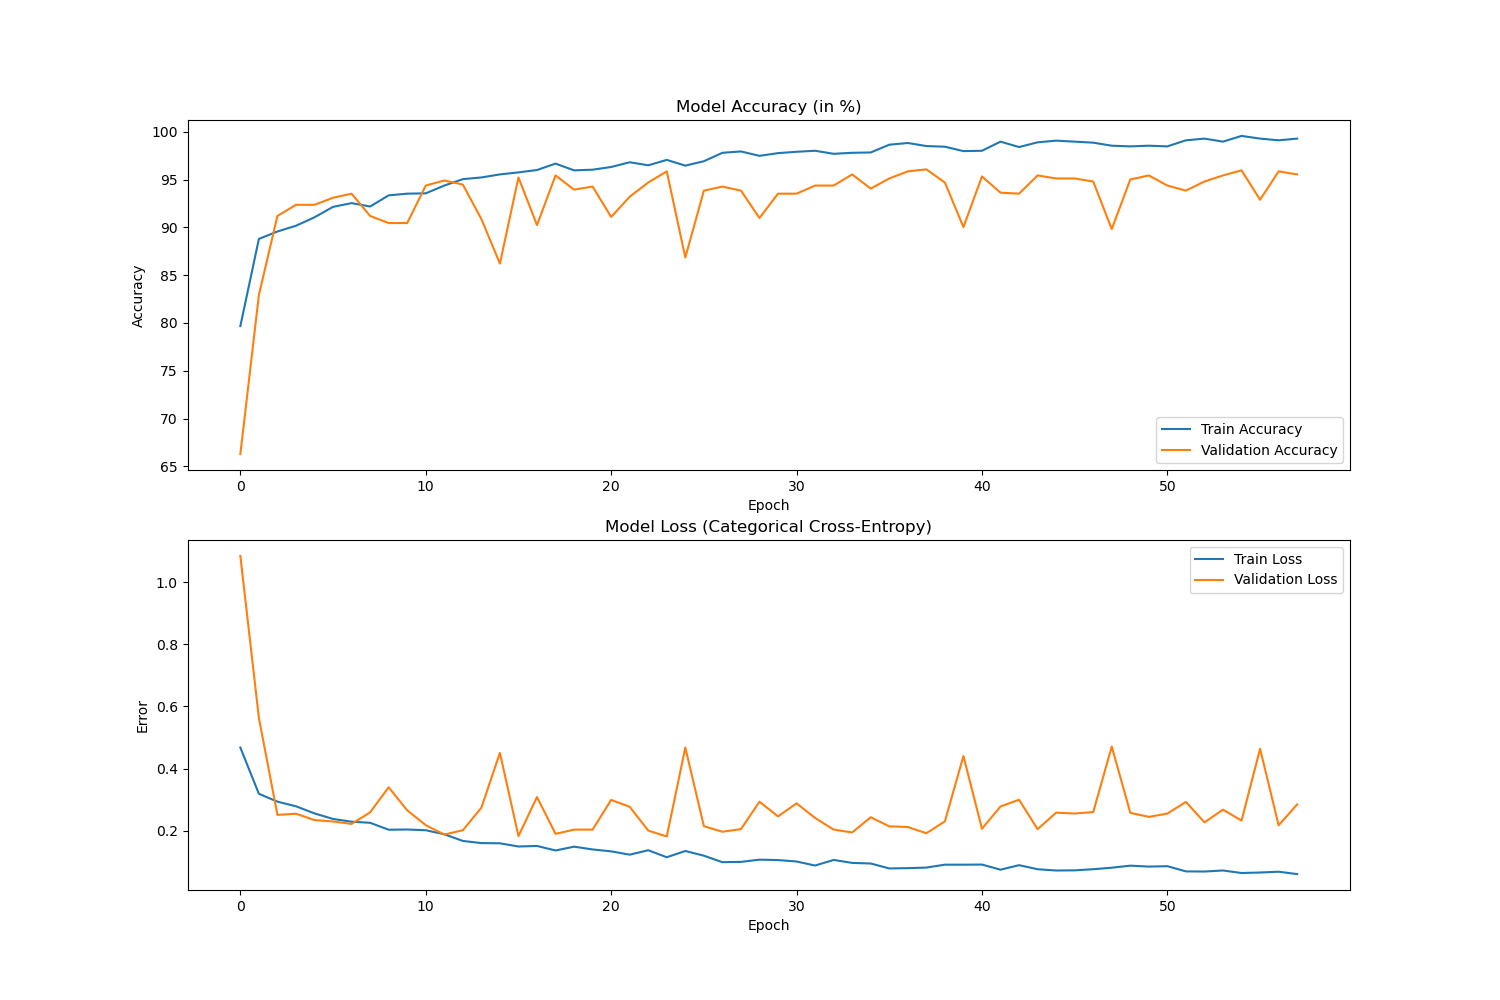 Model Accuracy (in %)
100
95
90
85
80
75
70
65
Accuracy
Train Accuracy
Validation Accuracy
0 10 20 30 40 50
Epoch
Model Loss (Categorical Cross-Entropy)
1.0
0.8
0.6
0.4
0.2
Error
Train Loss
Validation Loss
0 10 20 30 40 50
Epoch